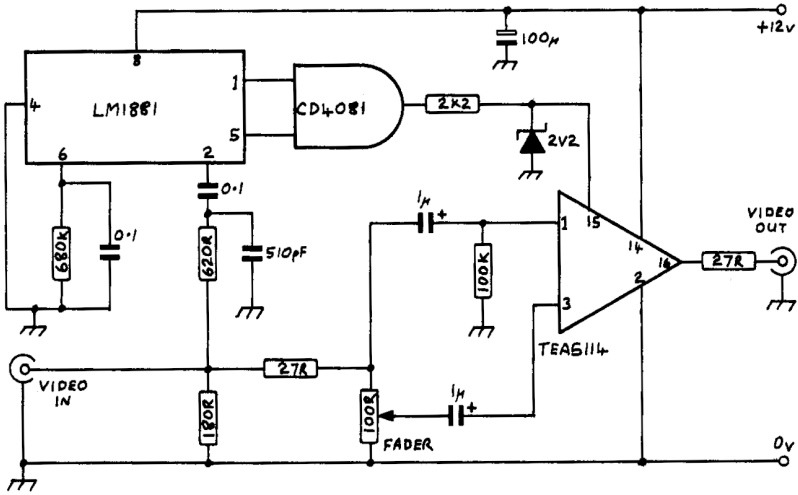 +12v
100µ
8
4
LM1881
1
5
6
2
CD4081
2K2
2V2
0.1
0.1
680K
620R
510pF
1µ
+
100K
1
15
14
3
2
16
TEA5114
27R
VIDEO
OUT
VIDEO
IN
27R
180R
100R
FADER
1µ
+
0v